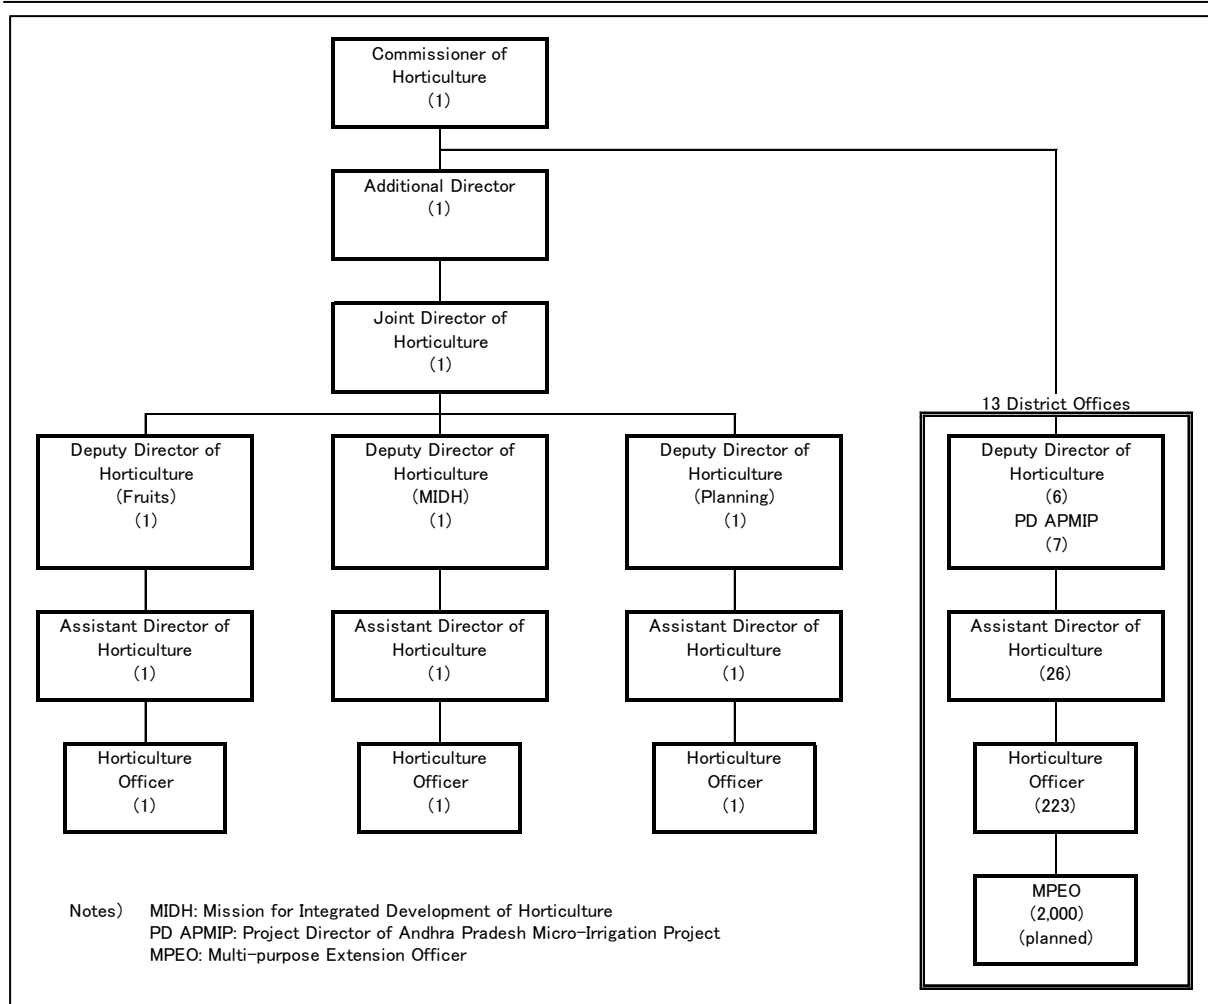 Commissioner of
Horticulture
(1)
Additional Director
(1)
Joint Director of
Horticulture
(1)
13 District Offices
Deputy Director of
Horticulture
(Fruits)
(1)
Deputy Director of
Horticulture
(MIDH)
(1)
Deputy Director of
Horticulture
(Planning)
(1)
Deputy Director of
Horticulture
(6)
PD APMIP
(7)
Assistant Director of
Horticulture
(1)
Assistant Director of
Horticulture
(1)
Assistant Director of
Horticulture
(1)
Assistant Director of
Horticulture
(26)
Horticulture
Officer
(1)
Horticulture
Officer
(1)
Horticulture
Officer
(1)
Horticulture
Officer
(223)
MPEO
(2,000)
(planned)
Notes) MIDH: Mission for Integrated Development of Horticulture
PD APMIP: Project Director of Andhra Pradesh Micro-Irrigation Project
MPEO: Multi-purpose Extension Officer